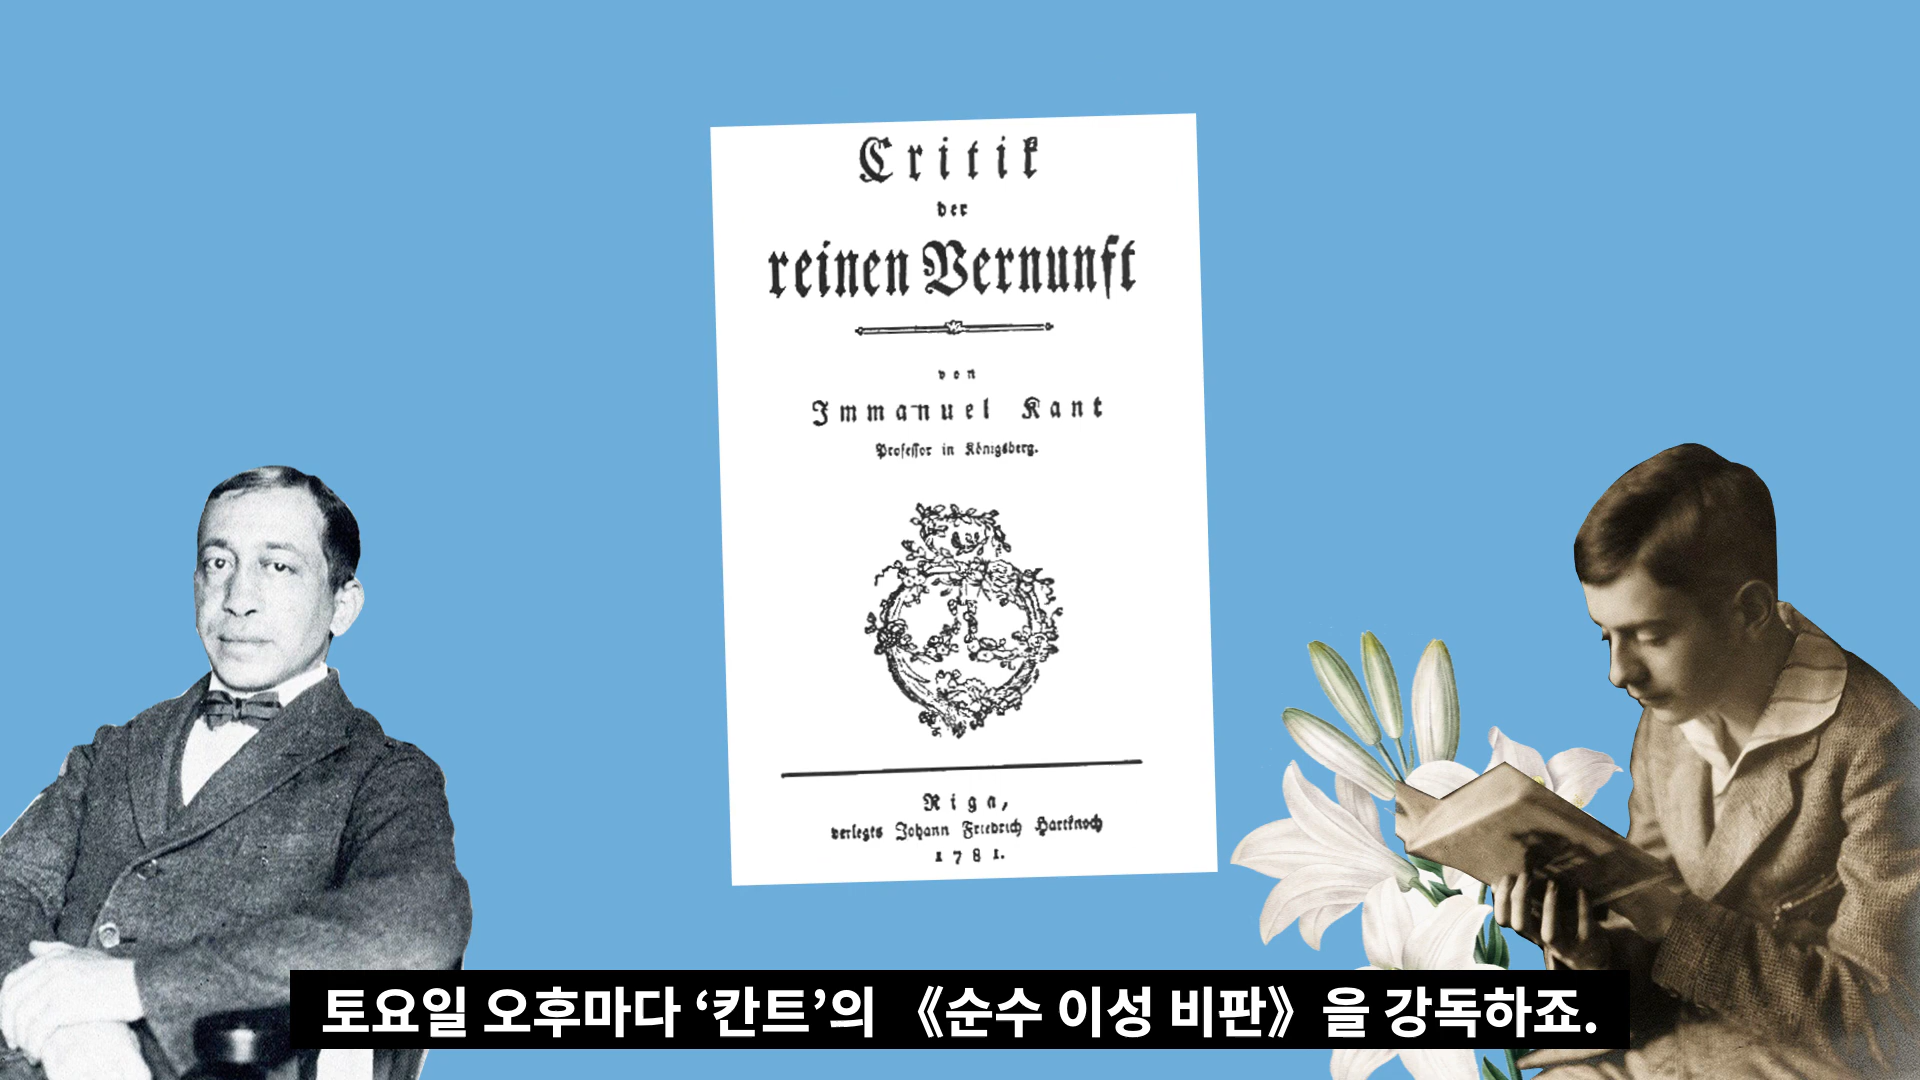 Critik
der
reinen Vernunft
von
Immanuel Kant
Professor in Königsberg.
Riga,
verlegts Johann Friedrich Hartknoch
1781.
토요일 오후마다 ‘칸트’의 《순수 이성 비판》을 강독하죠.